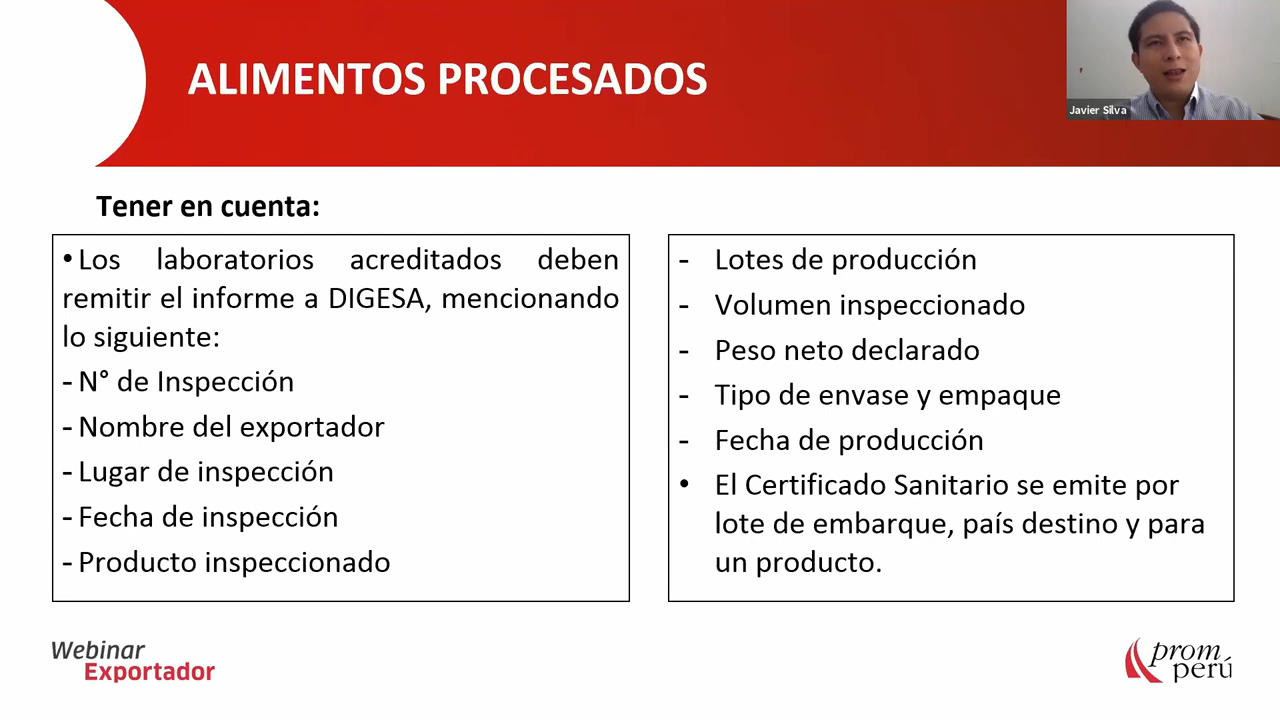 ALIMENTOS PROCESADOS
Javier Silva
Tener en cuenta:
•Los laboratorios acreditados deben
remitir el informe a DIGESA, mencionando
lo siguiente:
- N° de Inspección
- Nombre del exportador
- Lugar de inspección
- Fecha de inspección
- Producto inspeccionado
- Lotes de producción
- Volumen inspeccionado
- Peso neto declarado
- Tipo de envase y empaque
- Fecha de producción
• El Certificado Sanitario se emite por
lote de embarque, país destino y para
un producto.
Webinar
Exportador
prom
perú